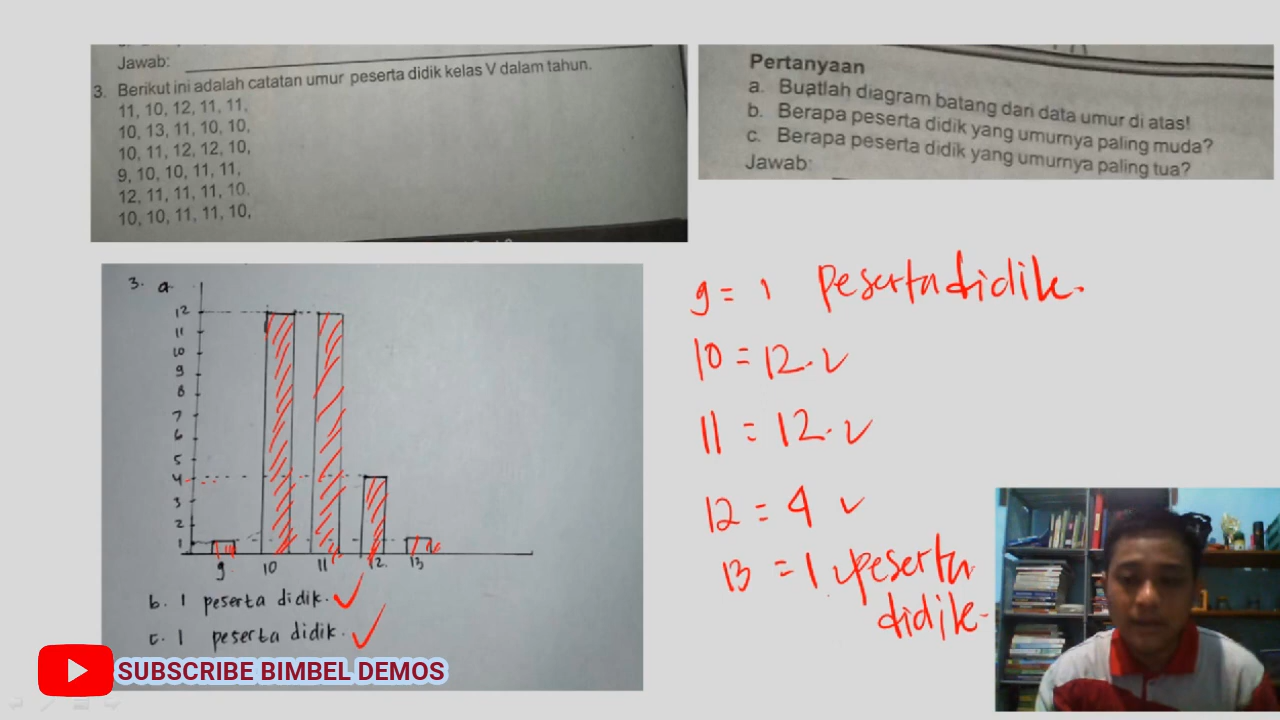 Jawab:
3. Berikut ini adalah catatan umur peserta didik kelas V dalam tahun.
11, 10, 12, 11, 11,
10, 13, 11, 10, 10,
10, 11, 12, 12, 10,
9, 10, 10, 11, 11,
12, 11, 11, 11, 10.
10, 10, 11, 11, 10,
Pertanyaan
a. Buatlah diagram batang dari data umur di atas!
b. Berapa peserta didik yang umurnya paling muda?
c. Berapa peserta didik yang umurnya paling tua?
Jawab:
3. a
12
11
10
9
8
7
6
5
4
3
2
1
9 10 11 12 13
b. 1 peserta didik.
c. 1 peserta didik.
9 = 1 Peserta didik.
10 = 12.
11 = 12.
12 = 4
13 = 1 peserta
didik.
SUBSCRIBE BIMBEL DEMOS